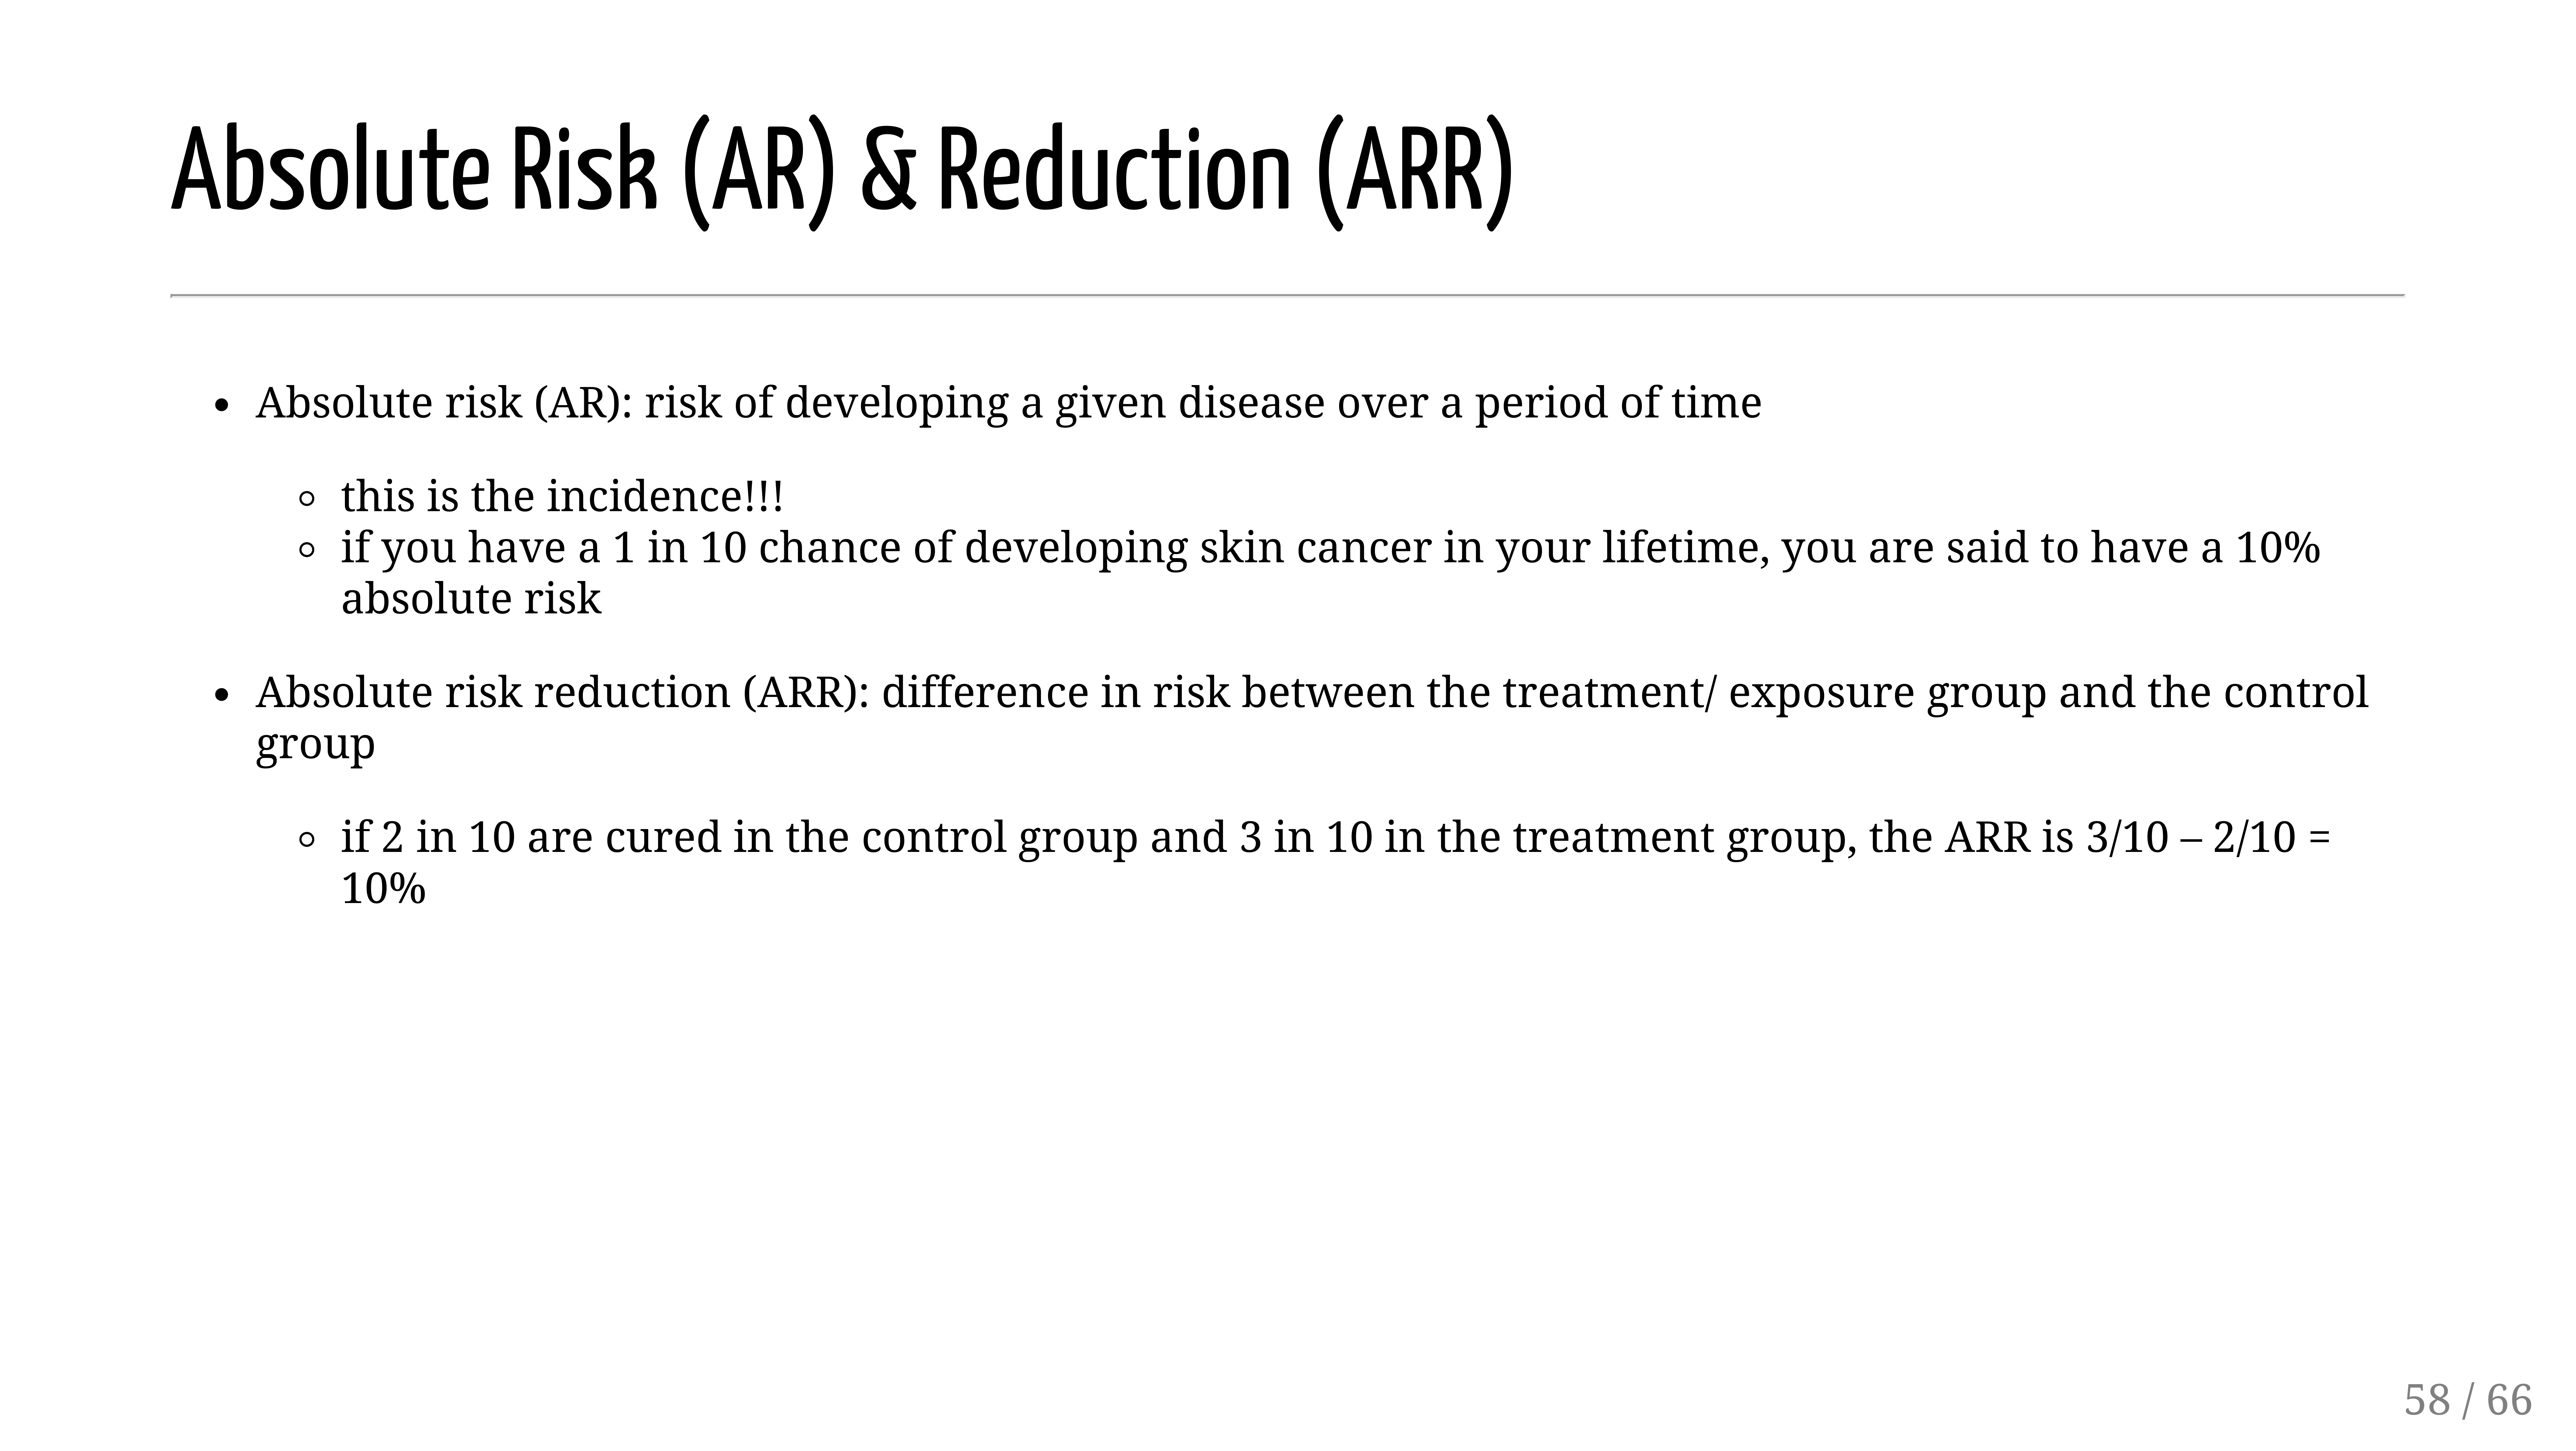 Absolute Risk (AR) & Reduction (ARR)
• Absolute risk (AR): risk of developing a given disease over a period of time
◦ this is the incidence!!!
◦ if you have a 1 in 10 chance of developing skin cancer in your lifetime, you are said to have a 10%
absolute risk
• Absolute risk reduction (ARR): difference in risk between the treatment/ exposure group and the control
group
◦ if 2 in 10 are cured in the control group and 3 in 10 in the treatment group, the ARR is 3/10 – 2/10 =
10%
58 / 66